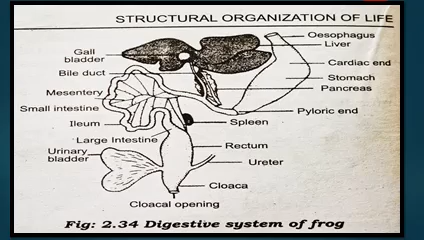 STRUCTURAL ORGANIZATION OF LIFE
Oesophagus
Liver
Gall
bladder
Cardiac end
Bile duct
Stomach
Pancreas
Mesentery
Small intestine
Pyloric end
Ileum
Spleen
Large Intestine
Rectum
Urinary
bladder
Ureter
Cloaca
Cloacal opening
Fig: 2.34 Digestive system of frog